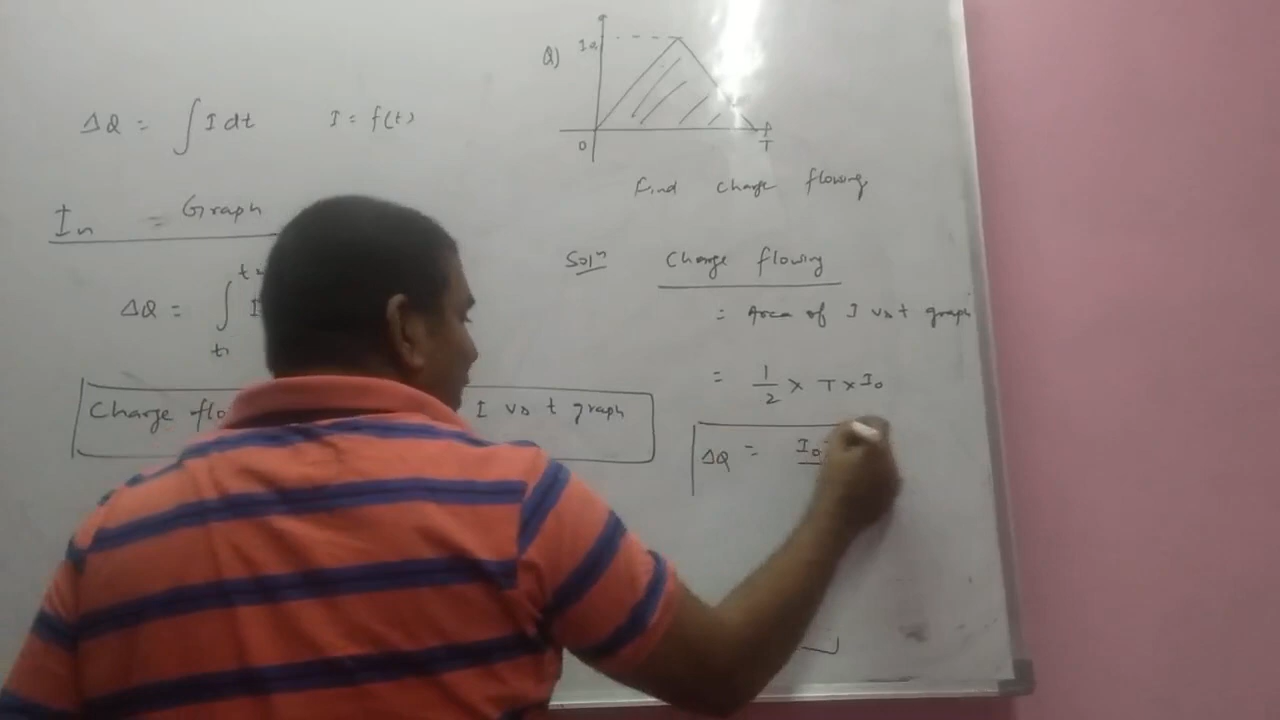 ΔQ = ∫ I dt I = f(t)
In = Graph
t₂
ΔQ = ∫ I
t₁
Charge flo I vs t graph
Q)
I₀
0 T
Find charge flowing
Solⁿ Charge flowing
= Area of I vs t graph
= 1/2 × T × I₀
ΔQ = I₀